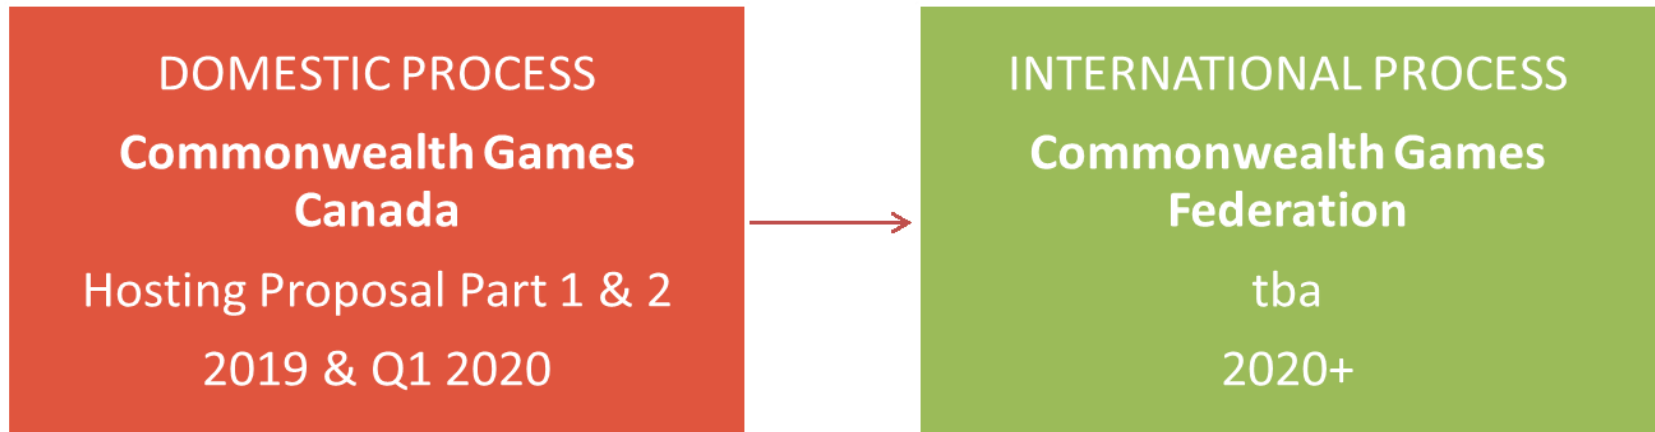 DOMESTIC PROCESS
Commonwealth Games
Canada
Hosting Proposal Part 1 & 2
2019 & Q1 2020
INTERNATIONAL PROCESS
Commonwealth Games
Federation
tba
2020+